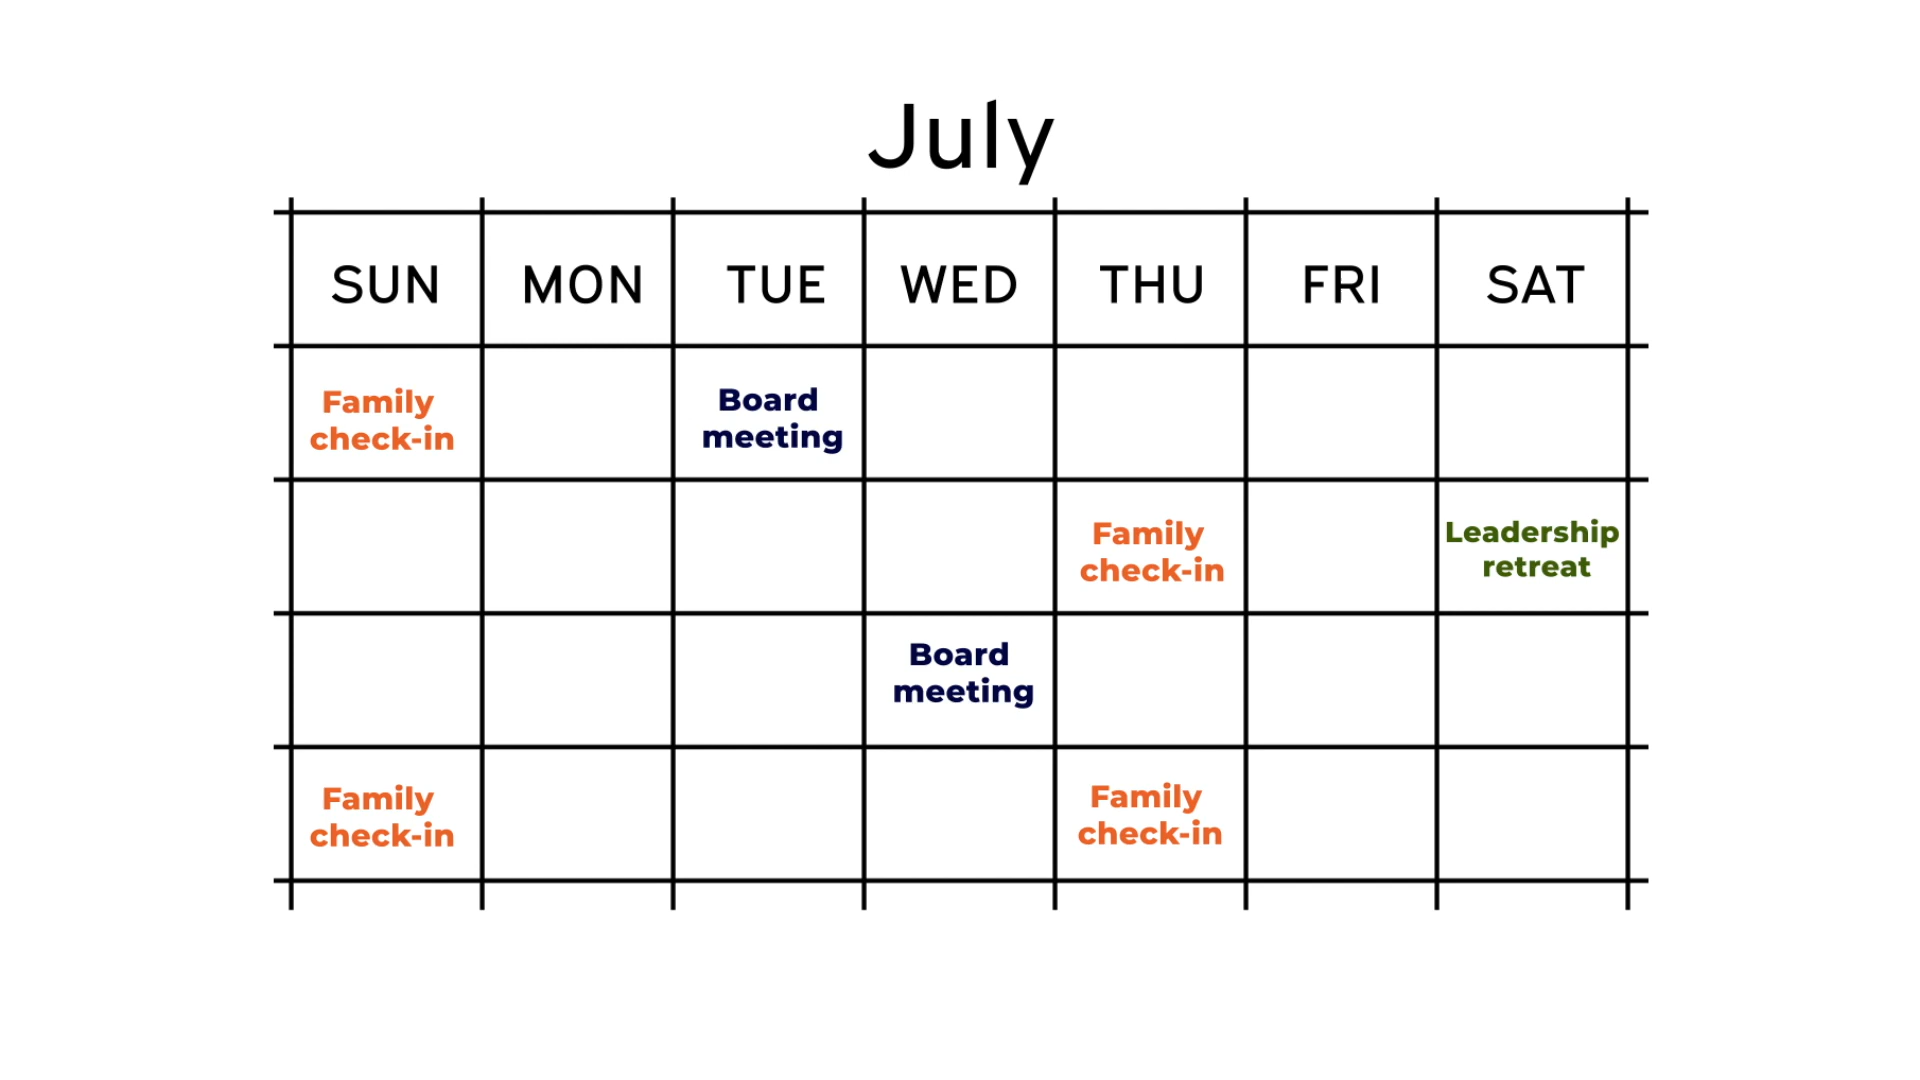 July
SUN MON TUE WED THU FRI SAT
Family
check-in
Board
meeting
Family
check-in
Leadership
retreat
Board
meeting
Family
check-in
Family
check-in